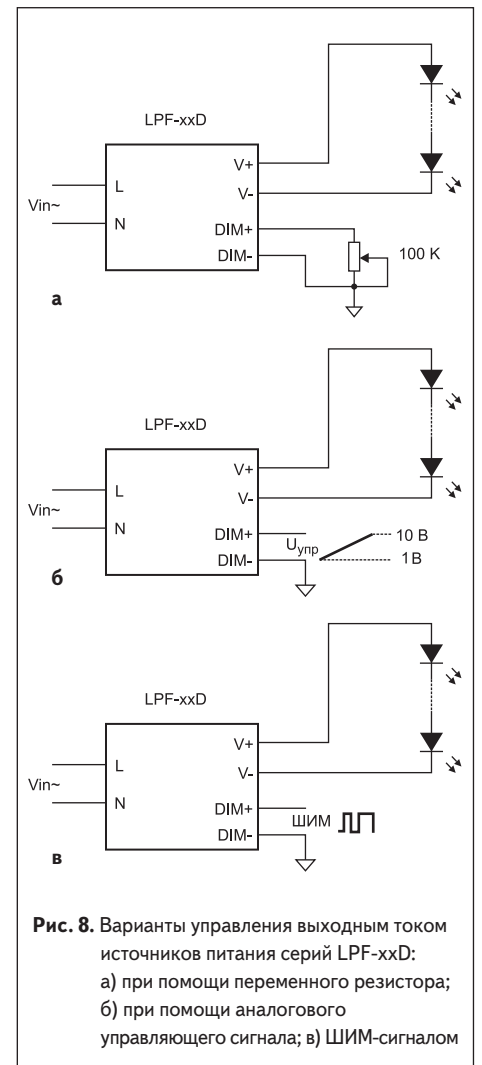 LPF-xxD
V+
V-
Vin~
L
N
DIM+
DIM-
100 K
а
LPF-xxD
V+
V-
Vin~
L
N
DIM+
DIM-
Uупр
10 В
1 В
б
LPF-xxD
V+
V-
Vin~
L
N
DIM+
DIM-
ШИМ
в
Рис. 8. Варианты управления выходным током
источников питания серий LPF-xxD:
а) при помощи переменного резистора;
б) при помощи аналогового
управляющего сигнала; в) ШИМ-сигналом